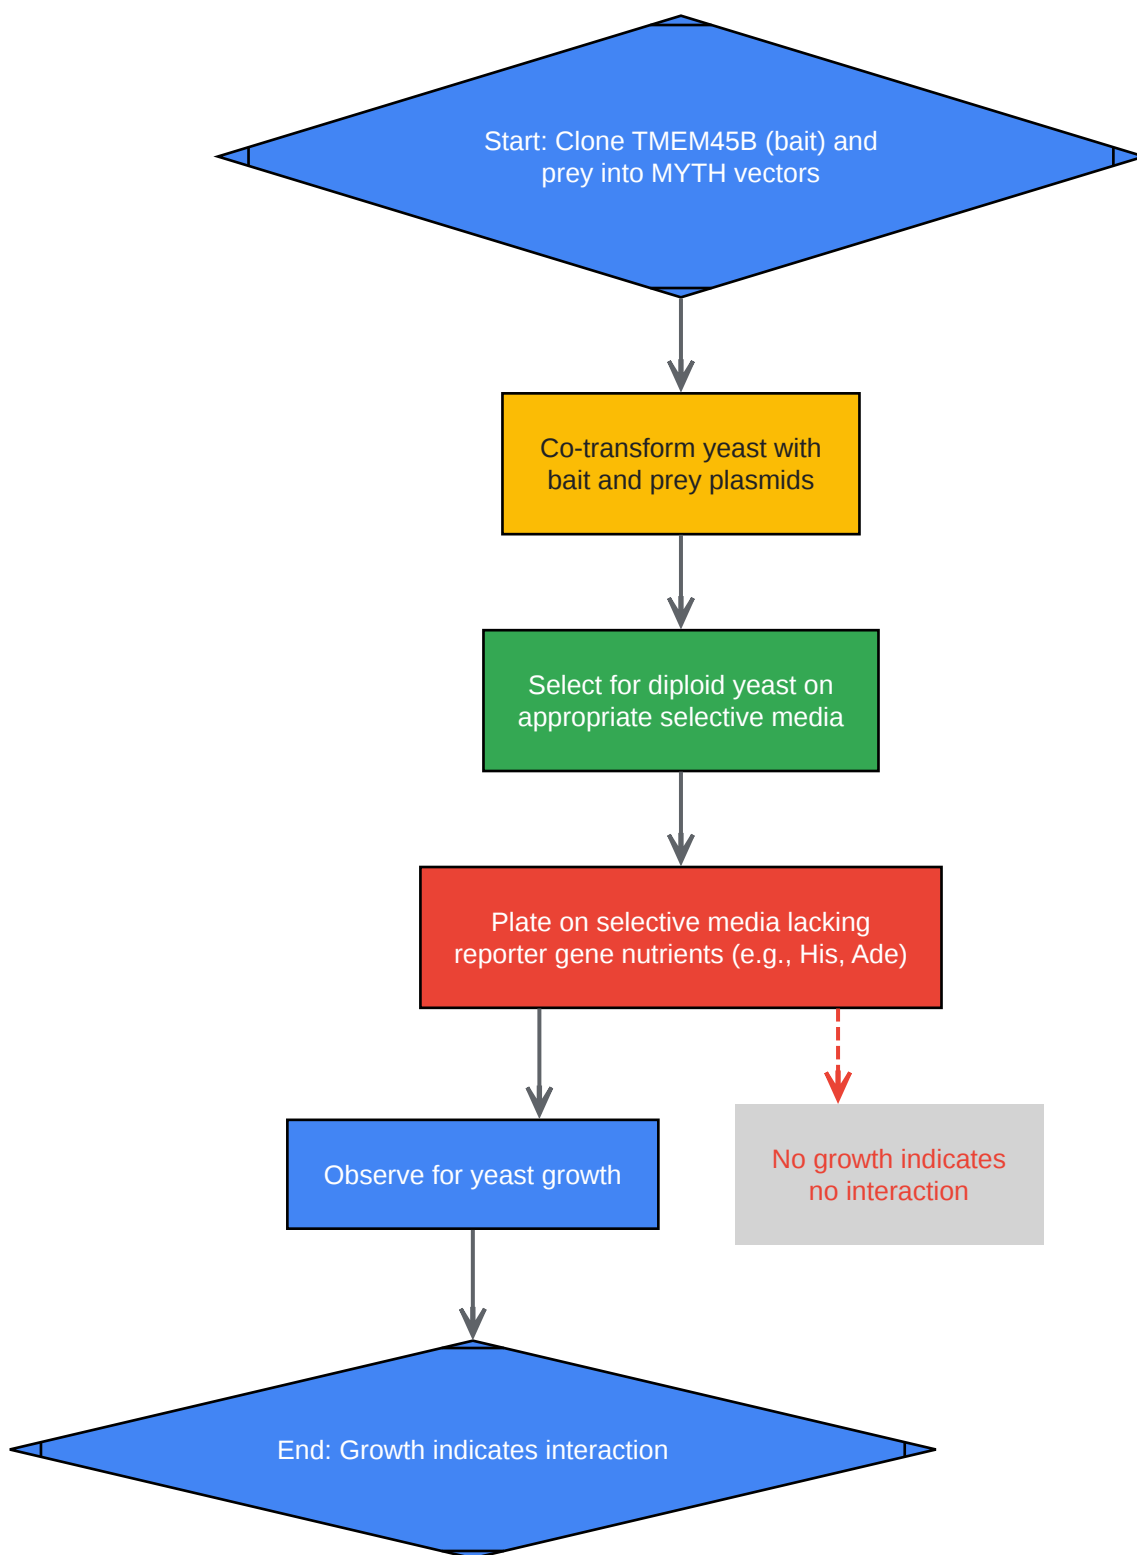 Start: Clone TMEM45B (bait) and
prey into MYTH vectors
Co-transform yeast with
bait and prey plasmids
Select for diploid yeast on
appropriate selective media
Plate on selective media lacking
reporter gene nutrients (e.g., His, Ade)
Observe for yeast growth
No growth indicates
no interaction
End: Growth indicates interaction